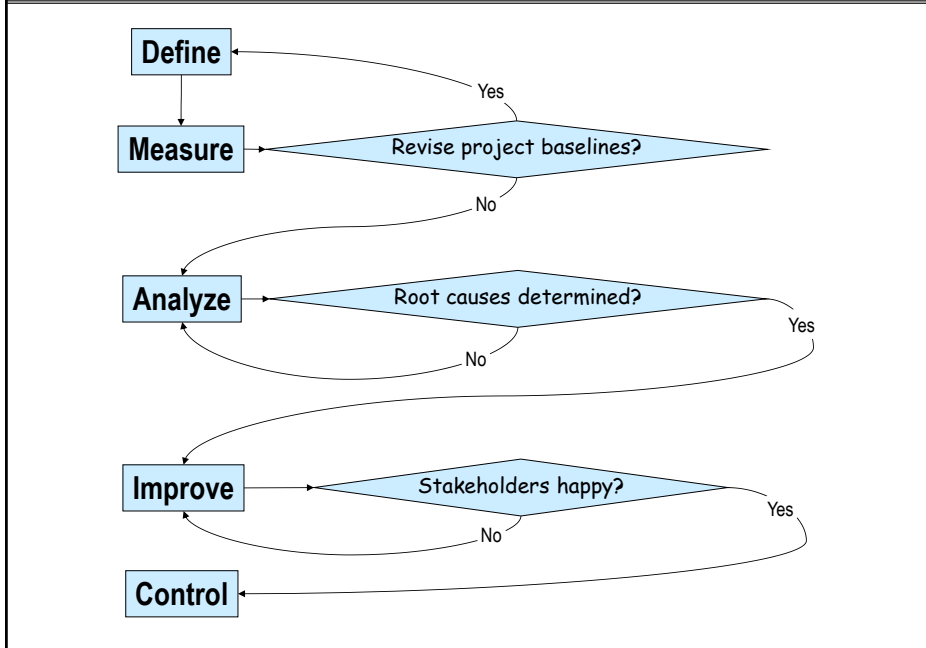 Define
Yes
Measure
Revise project baselines?
No
Analyze
Root causes determined?
Yes
No
Improve
Stakeholders happy?
Yes
No
Control